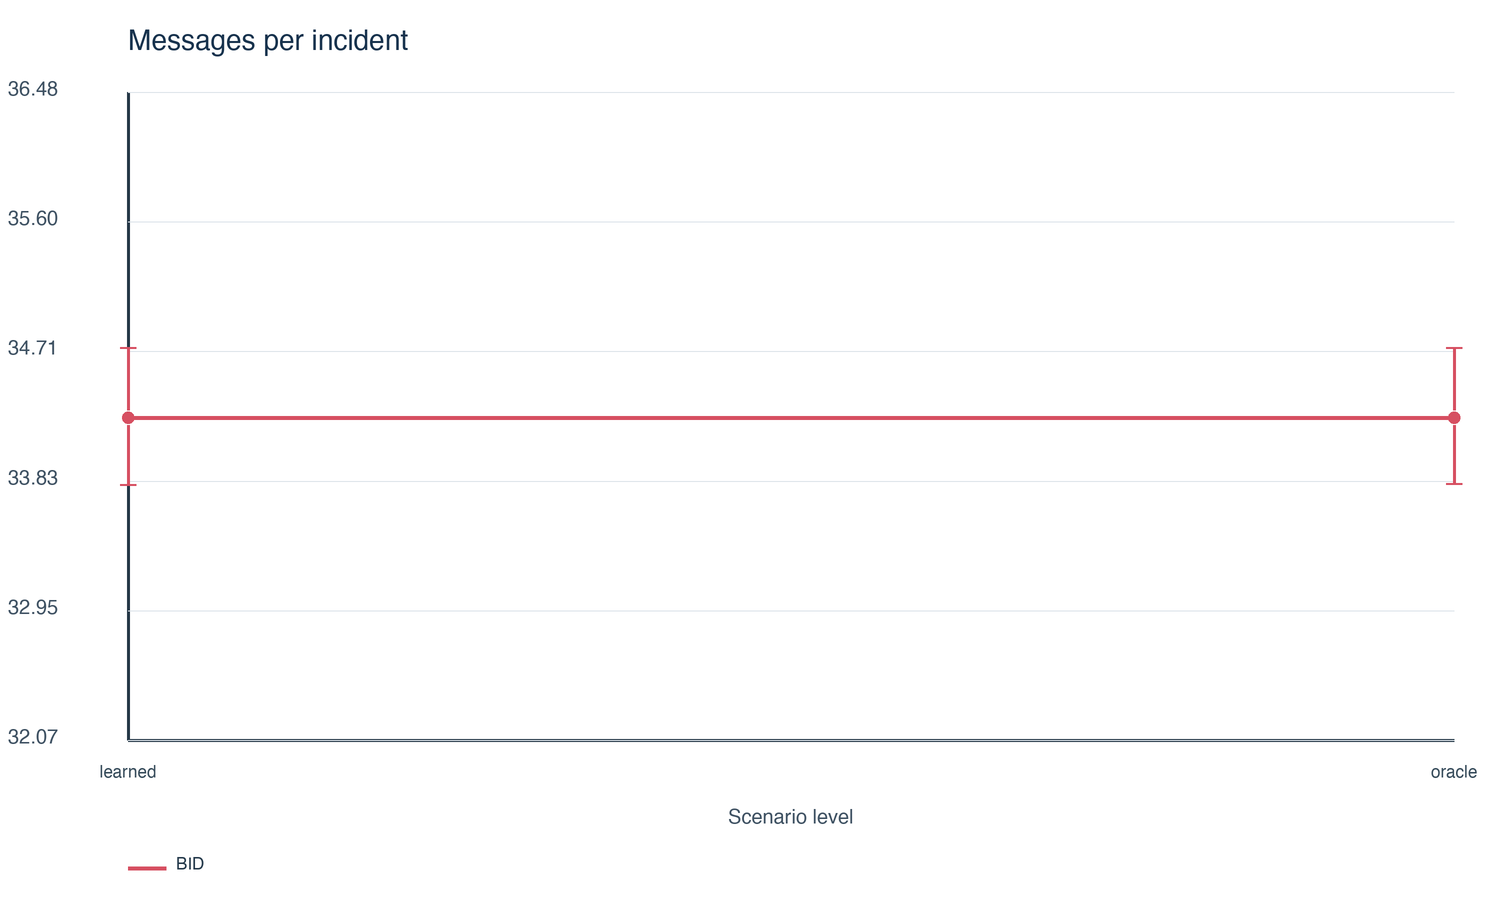 Messages per incident
36.48
35.60
34.71
33.83
32.95
32.07
learned
oracle
Scenario level
BID